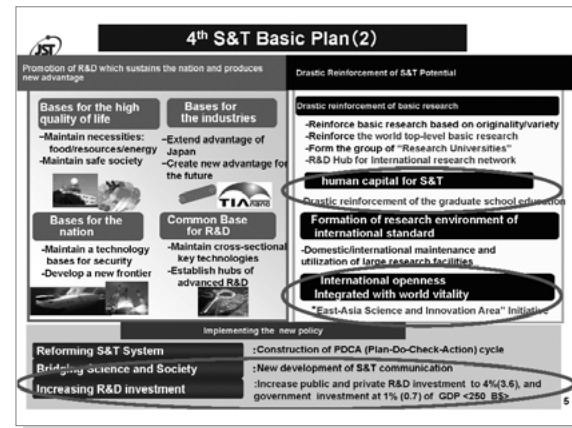 JST
4th S&T Basic Plan(2)
Promotion of R&D which sustains the nation and produces
new advantage
Bases for the high
quality of life
-Maintain necessities:
food/resources/energy
-Maintain safe society
Bases for
the industries
-Extend advantage of
Japan
-Create new advantage for
the future
TIAnano
Bases for the
nation
-Maintain a technology
bases for security
-Develop a new frontier
Common Base
for R&D
-Maintain cross-sectional
key technologies
-Establish hubs of
advanced R&D
Drastic Reinforcement of S&T Potential
Drastic reinforcement of basic research
-Reinforce basic research based on originality/variety
-Reinforce the world top-level basic research
-Form the group of "Research Universities"
-R&D Hub for International research network
human capital for S&T
Drastic reinforcement of the graduate school education
Formation of research environment of
international standard
-Domestic/international maintenance and
utilization of large research facilities
International openness
Integrated with world vitality
"East-Asia Science and Innovation Area" Initiative
Implementing the new policy
Reforming S&T System :Construction of PDCA (Plan-Do-Check-Action) cycle
Bridging Science and Society :New development of S&T communication
Increasing R&D investment :Increase public and private R&D investment to 4%(3.6), and
government investment at 1% (0.7) of GDP <250 B$>
5